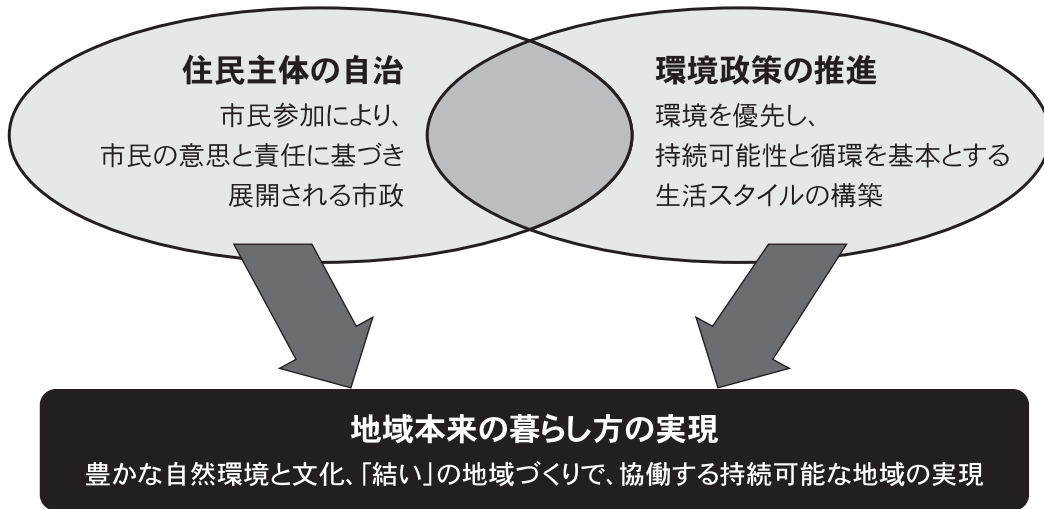 住民主体の自治
市民参加により、
市民の意思と責任に基づき
展開される市政
環境政策の推進
環境を優先し、
持続可能性と循環を基本とする
生活スタイルの構築
地域本来の暮らし方の実現
豊かな自然環境と文化、「結い」の地域づくりで、協働する持続可能な地域の実現